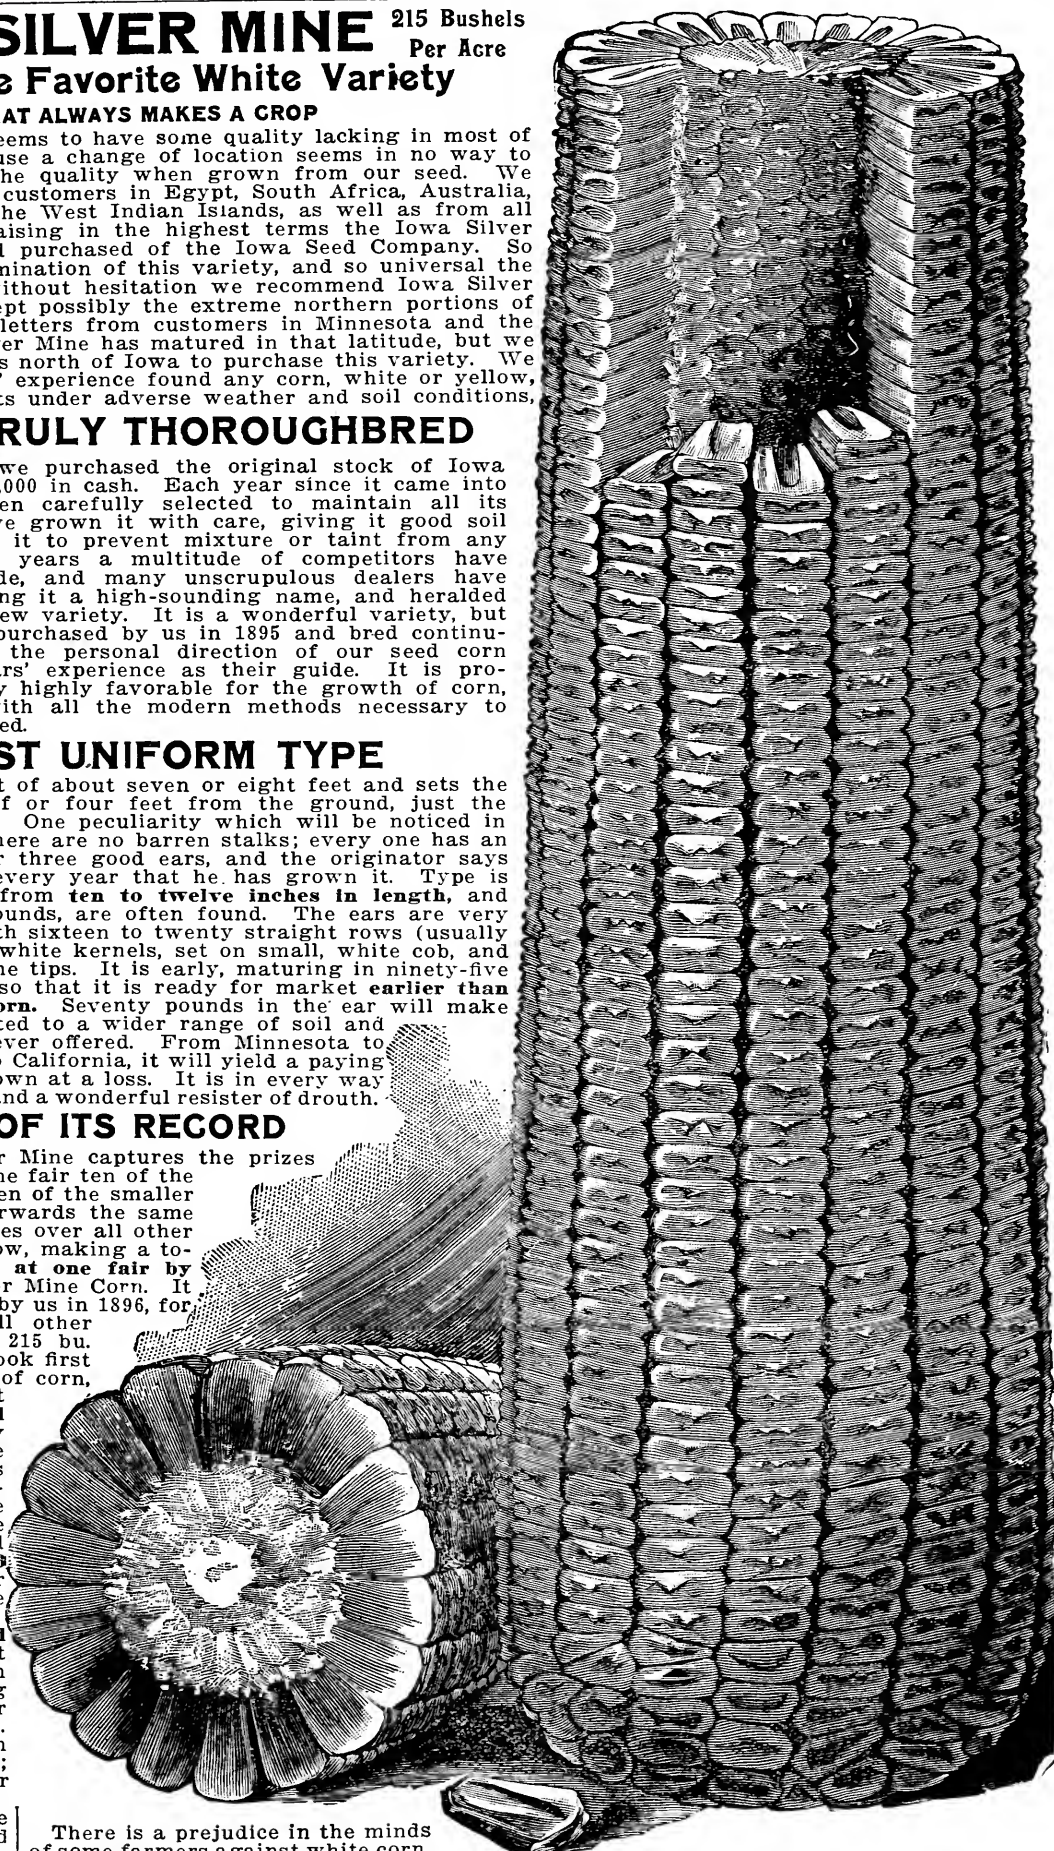 SILVER MINE 215 Bushels
Per Acre
e Favorite White Variety
AT ALWAYS MAKES A CROP
eems to have some quality lacking in most of
use a change of location seems in no way to
he quality when grown from our seed. We
customers in Egypt, South Africa, Australia,
he West Indian Islands, as well as from all
aising in the highest terms the Iowa Silver
l purchased of the Iowa Seed Company. So
mination of this variety, and so universal the
ithout hesitation we recommend Iowa Silver
ept possibly the extreme northern portions of
letters from customers in Minnesota and the
er Mine has matured in that latitude, but we
s north of Iowa to purchase this variety. We
' experience found any corn, white or yellow,
ts under adverse weather and soil conditions,
RULY THOROUGHBRED
we purchased the original stock of Iowa
,000 in cash. Each year since it came into
en carefully selected to maintain all its
e grown it with care, giving it good soil
it to prevent mixture or taint from any
years a multitude of competitors have
de, and many unscrupulous dealers have
ng it a high-sounding name, and heralded
ew variety. It is a wonderful variety, but
purchased by us in 1895 and bred continu-
the personal direction of our seed corn
ars' experience as their guide. It is pro-
y highly favorable for the growth of corn,
ith all the modern methods necessary to
ed.
ST UNIFORM TYPE
t of about seven or eight feet and sets the
f or four feet from the ground, just the
One peculiarity which will be noticed in
here are no barren stalks; every one has an
r three good ears, and the originator says
every year that he has grown it. Type is
from ten to twelve inches in length, and
ounds, are often found. The ears are very
th sixteen to twenty straight rows (usually
white kernels, set on small, white cob, and
he tips. It is early, maturing in ninety-five
so that it is ready for market earlier than
orn. Seventy pounds in the ear will make
ted to a wider range of soil and
ever offered. From Minnesota to
California, it will yield a paying
own at a loss. It is in every way
and a wonderful resister of drouth.
OF ITS RECORD
r Mine captures the prizes
he fair ten of the
en of the smaller
rwards the same
es over all other
ow, making a to-
at one fair by
r Mine Corn. It
by us in 1896, for
ll other
215 bu.
ook first
of corn,
There is a prejudice in the minds
of some farmers against white corn